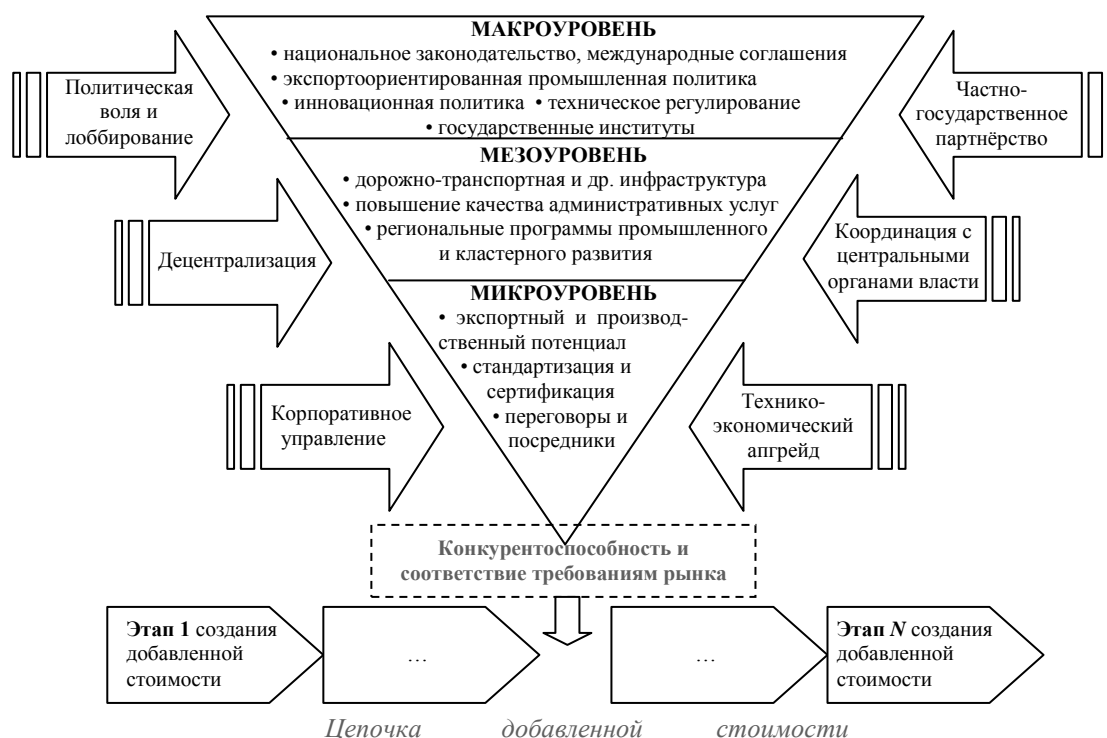 МАКРОУРОВЕНЬ
• национальное законодательство, международные соглашения
• экспортоориентированная промышленная политика
• инновационная политика • техническое регулирование
• государственные институты
Политическая
воля и
лоббирование
Частно-
государственное
партнёрство
МЕЗОУРОВЕНЬ
• дорожно-транспортная и др. инфраструктура
• повышение качества административных услуг
• региональные программы промышленного
и кластерного развития
Децентрализация
Координация с
центральными
органами власти
МИКРОУРОВЕНЬ
• экспортный и производ-
ственный потенциал
• стандартизация и
сертификация
• переговоры и
посредники
Корпоративное
управление
Технико-
экономический
апгрейд
Конкурентоспособность и
соответствие требованиям рынка
Этап 1 создания
добавленной
стоимости
...
...
Этап N создания
добавленной
стоимости
Цепочка добавленной стоимости